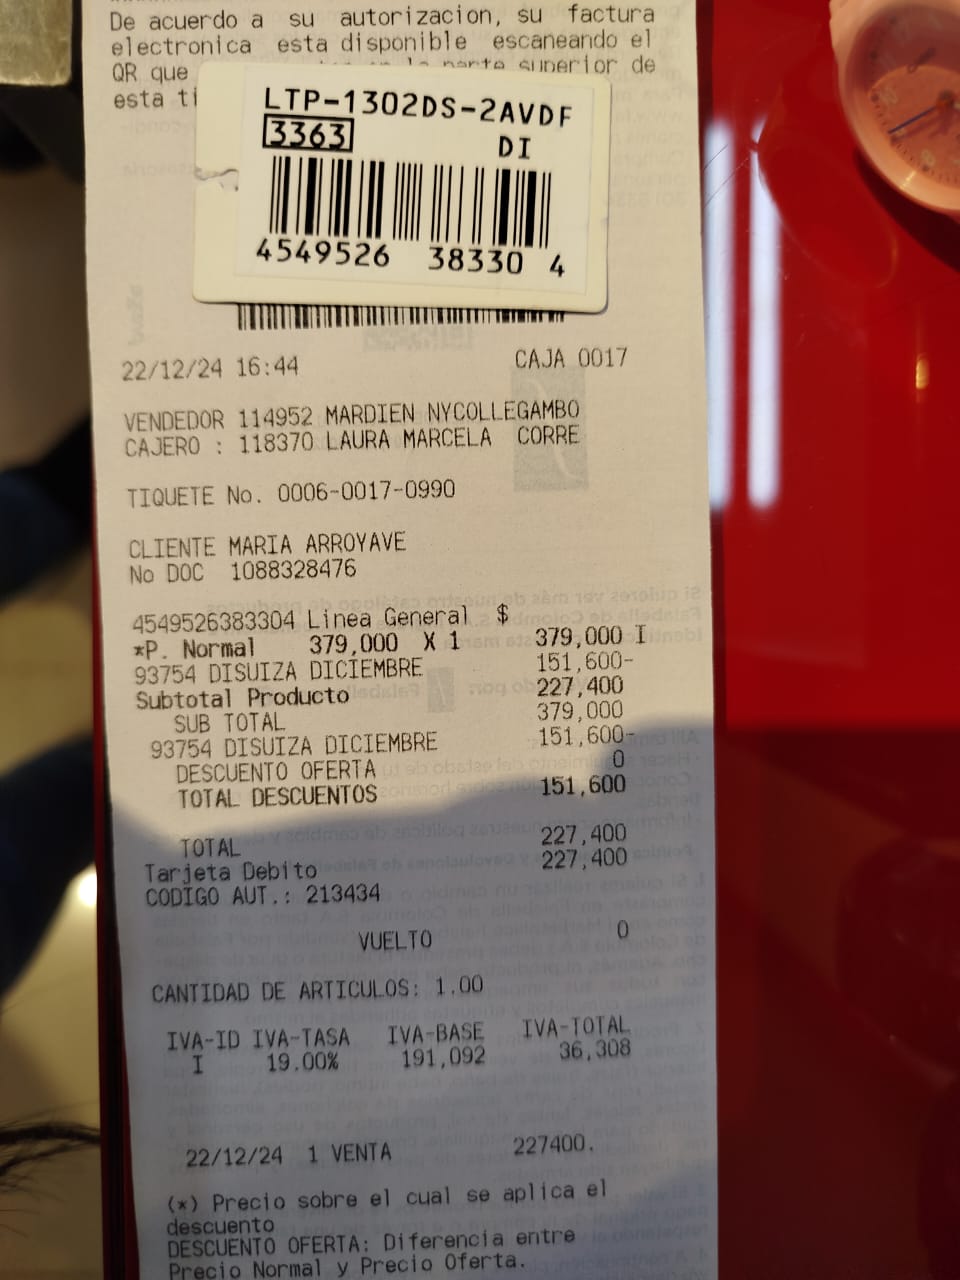 De acuerdo a su autorizacion, su factura
electronica esta disponible escaneando el
QR que la parte superior de
esta ti
LTP-1302DS-2AVDF
3363
DI
4549526 38330 4
22/12/24 16:44 CAJA 0017
VENDEDOR 114952 MARDIEN NYCOLLEGAMBO
CAJERO : 118370 LAURA MARCELA CORRE
TIQUETE No. 0006-0017-0990
CLIENTE MARIA ARROYAVE
No DOC 1088328476
4549526383304 Linea General $
*P. Normal 379,000 X 1 379,000 I
93754 DISUIZA DICIEMBRE 151,600-
Subtotal Producto 227,400
SUB TOTAL 379,000
93754 DISUIZA DICIEMBRE 151,600-
DESCUENTO OFERTA 0
TOTAL DESCUENTOS 151,600
TOTAL 227,400
Tarjeta Debito 227,400
CODIGO AUT.: 213434
VUELTO 0
CANTIDAD DE ARTICULOS: 1.00
IVA-ID IVA-TASA IVA-BASE IVA-TOTAL
I 19.00% 191,092 36,308
22/12/24 1 VENTA 227400.
(*) Precio sobre el cual se aplica el
descuento
DESCUENTO OFERTA: Diferencia entre
Precio Normal y Precio Oferta.